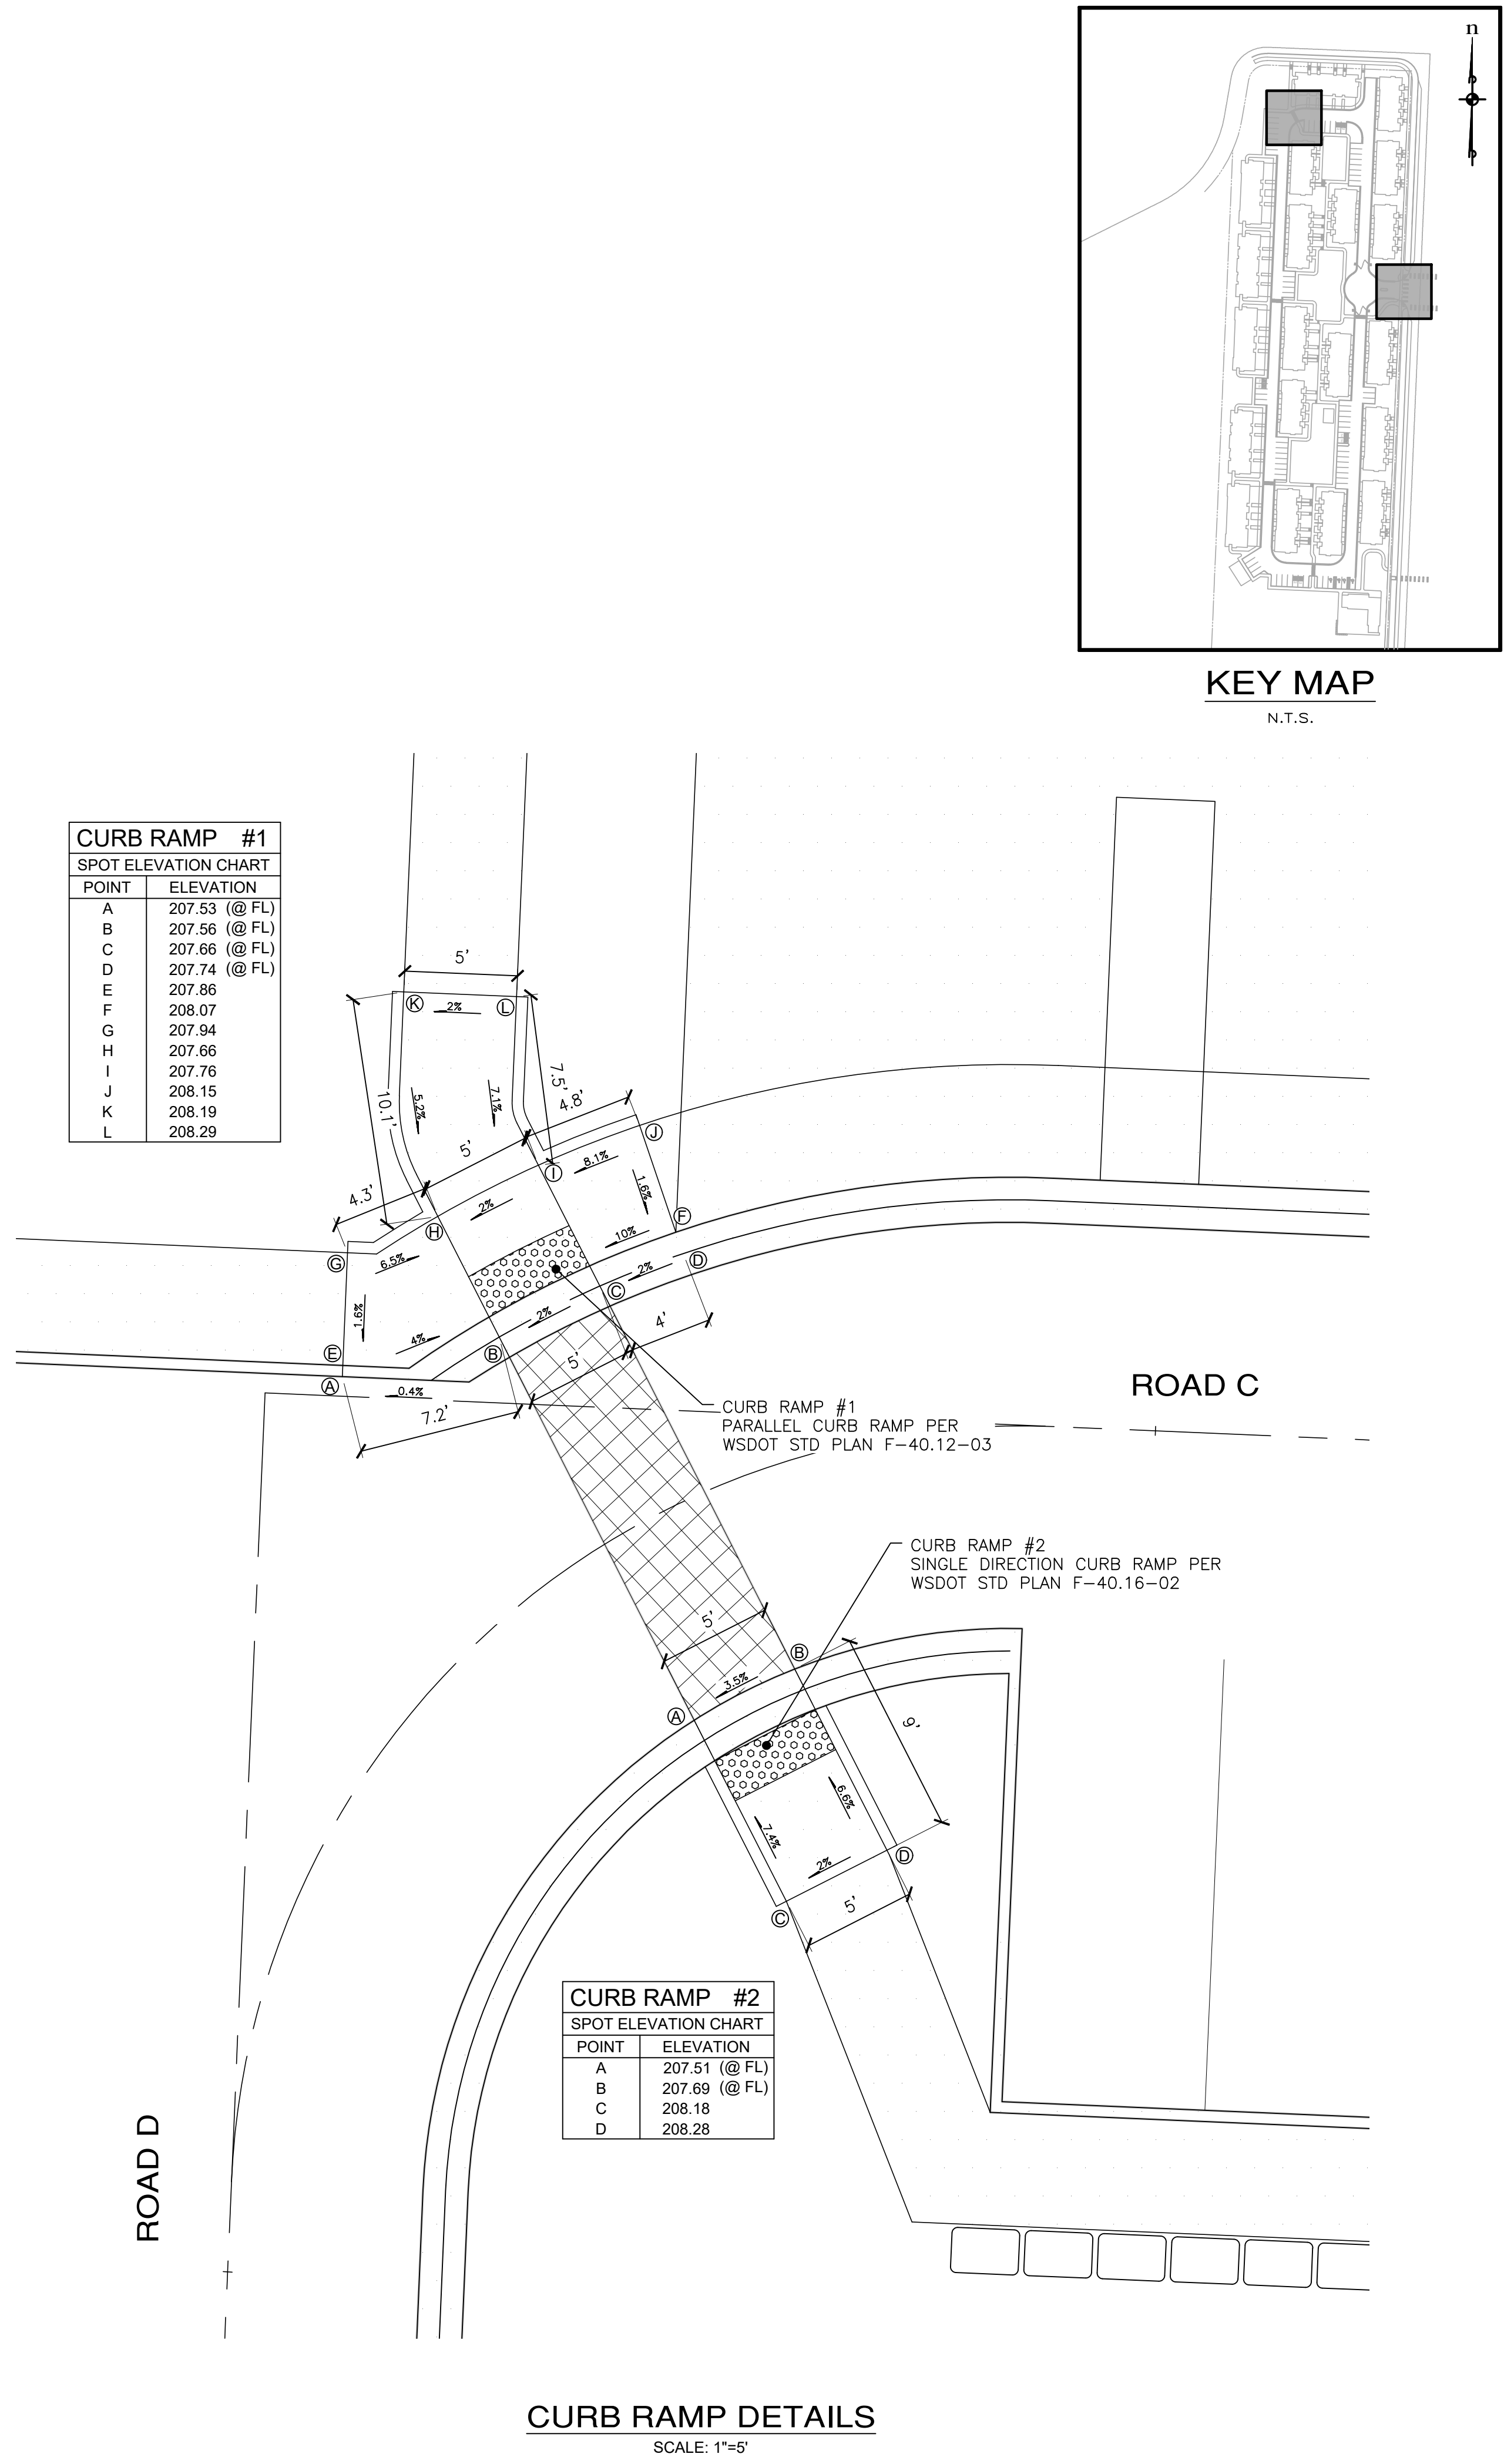 n
KEY MAP
N.T.S.
CURB RAMP #1
SPOT ELEVATION CHART
POINT ELEVATION
A 207.53 (@ FL)
B 207.56 (@ FL)
C 207.66 (@ FL)
D 207.74 (@ FL)
E 207.86
F 208.07
G 207.94
H 207.66
I 207.76
J 208.15
K 208.19
L 208.29
5'
K 2% L
10.1' 5.2% 7.1% 7.5'
4.8'
5'
J
4.3' 2% I 8.1% 1.6%
H F
G 6.5% 10%
D
2% C
1.6% 2% 4'
E 4% B 5'
A 0.4%
7.2'
ROAD C
CURB RAMP #1
PARALLEL CURB RAMP PER
WSDOT STD PLAN F-40.12-03
CURB RAMP #2
SINGLE DIRECTION CURB RAMP PER
WSDOT STD PLAN F-40.16-02
5'
B
3.5%
A
9'
6.6%
7.4%
2% D
5'
C
CURB RAMP #2
SPOT ELEVATION CHART
POINT ELEVATION
A 207.51 (@ FL)
B 207.69 (@ FL)
C 208.18
D 208.28
ROAD D
CURB RAMP DETAILS
SCALE: 1"=5'